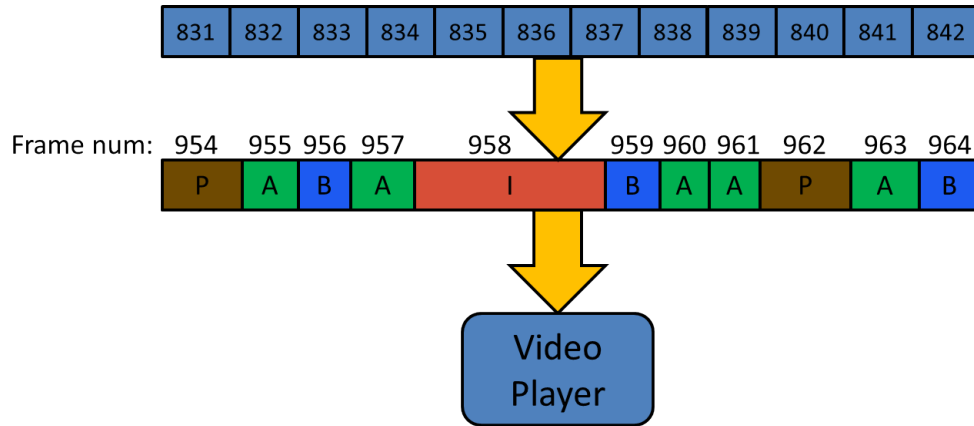 831 832 833 834 835 836 837 838 839 840 841 842
Frame num: 954 955 956 957 958 959 960 961 962 963 964
P A B A I B A A P A B
Video
Player